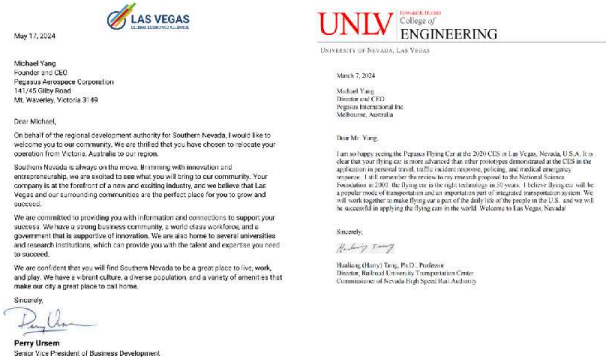 LAS VEGAS
GLOBAL ECONOMIC ALLIANCE
May 17, 2024
Michael Yang
Founder and CEO
Pegasus Aerospace Corporation
141/45 Gilby Road
Mt. Waverley, Victoria 3149
Dear Michael,
On behalf of the regional development authority for Southern Nevada, I would like to
welcome you to our community. We are thrilled that you have chosen to relocate your
operation from Victoria, Australia to our region.
Southern Nevada is always on the move. Brimming with innovation and
entrepreneurship, we are excited to see what you will bring to our community. Your
company is at the forefront of a new and exciting industry, and we believe that Las
Vegas and our surrounding communities are the perfect place for you to grow and
succeed.
We are committed to providing you with information and connections to support your
success. We have a strong business community, a world class workforce, and a
government that is supportive of innovation. We are also home to several universities
and research institutions, which can provide you with the talent and expertise you need
to succeed.
We are confident that you will find Southern Nevada to be a great place to live, work,
and play. We have a vibrant culture, a diverse population, and a variety of amenities that
make our city a great place to call home.
Sincerely,
Perry Ursem
Senior Vice President of Business Development
UNLV
HOWARD R. HUGHES
College of
ENGINEERING
UNIVERSITY OF NEVADA, LAS VEGAS
March 7, 2024
Michael Yang
Director and CEO
Pegasus International Inc.
Melbourne, Australia
Dear Mr. Yang,
I am so happy seeing the Pegasus Flying Car at the 2020 CES in Las Vegas, Nevada, U.S.A. It is
clear that your flying car is more advanced than other prototypes demonstrated at the CES in the
application in personal travel, traffic incident response, policing, and medical emergency
response. I still remember the review to my research proposal to the National Science
Foundation in 2003: the flying car is the right technology in 50 years. I believe flying car will be
a popular mode of transportation and an important part of integrated transportation system. We
will work together to make flying car a part of the daily life of the people in the U.S. and we will
be successful in applying the flying cars in the world. Welcome to Las Vegas, Nevada!
Sincerely,
Hualiang (Harry) Teng, Ph.D., Professor
Director, Railroad University Transportation Center
Commissioner of Nevada High Speed Rail Authority